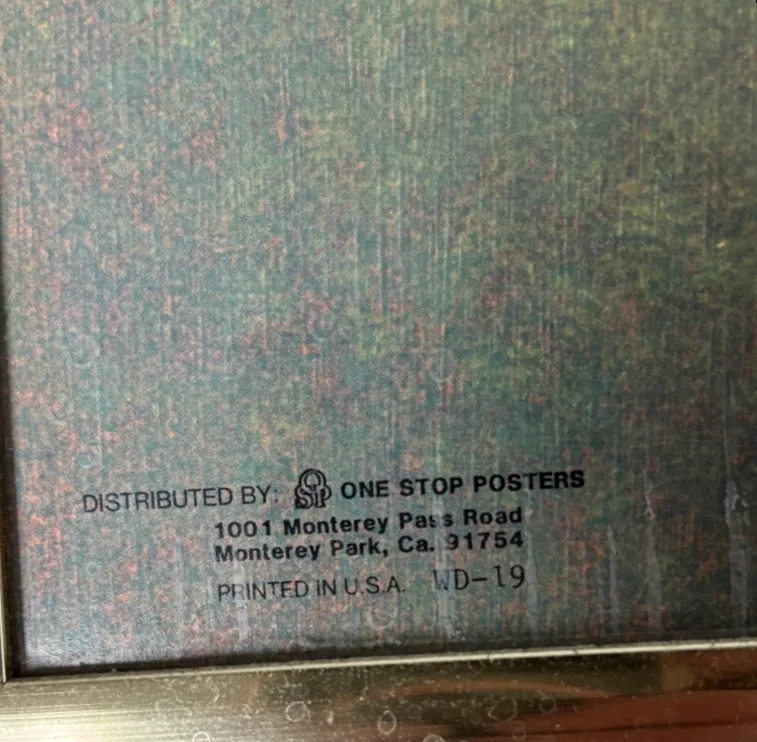 DISTRIBUTED BY: OSP ONE STOP POSTERS
1001 Monterey Pass Road
Monterey Park, Ca. 91754
PRINTED IN U.S.A. WD-19